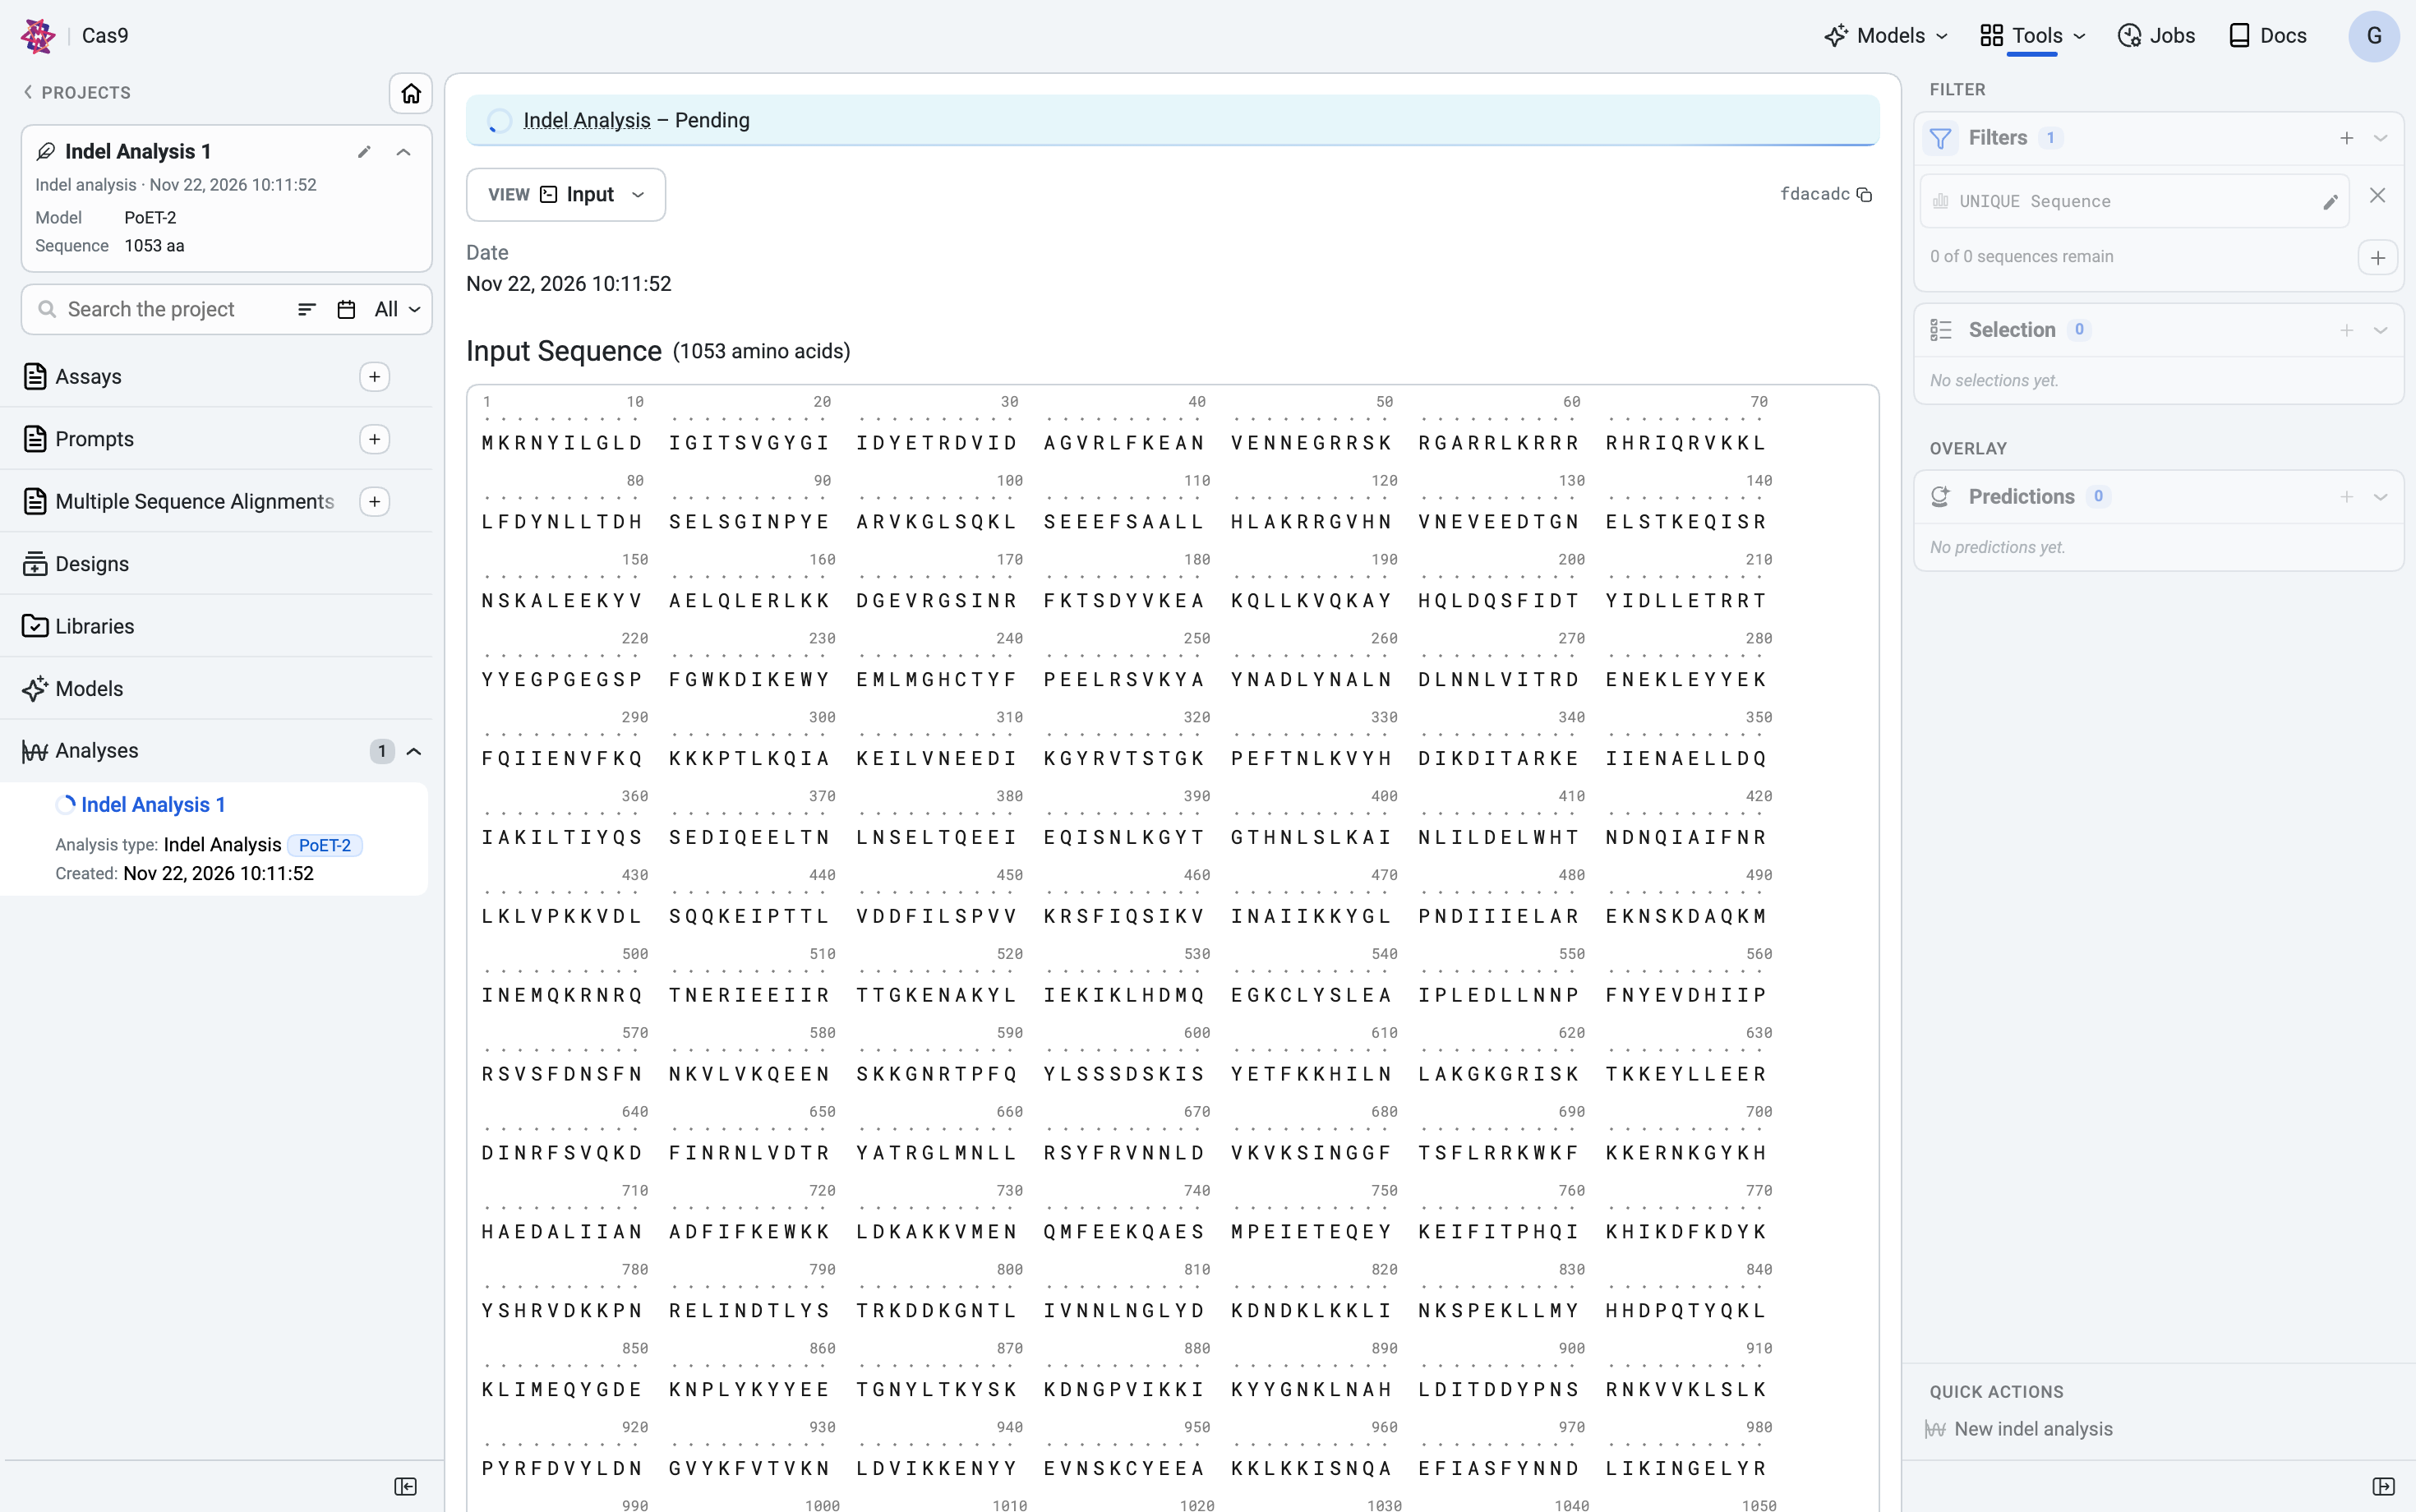 Cas9
Models
Tools
Jobs
Docs
G
PROJECTS
Indel Analysis 1
Indel analysis · Nov 22, 2026 10:11:52
Model PoET-2
Sequence 1053 aa
Search the project
All
Assays
Prompts
Multiple Sequence Alignments
Designs
Libraries
Models
Analyses 1
Indel Analysis 1
Analysis type: Indel Analysis PoET-2
Created: Nov 22, 2026 10:11:52
Indel Analysis – Pending
VIEW Input
fdacadc
Date
Nov 22, 2026 10:11:52
Input Sequence (1053 amino acids)
1 10 20 30 40 50 60 70
MKRNYILGLD IGITSVGYGI IDYETRDVID AGVRLFKEAN VENNEGRRSK RGARRLKRRR RHRIQRVKKL
80 90 100 110 120 130 140
LFDYNLLTDH SELSGINPYE ARVKGLSQKL SEEEFSAALL HLAKRRGVHN VNEVEEDTGN ELSTKEQISR
150 160 170 180 190 200 210
NSKALEEKYV AELQLERLKK DGEVRGSINR FKTSDYVKEA KQLLKVQKAY HQLDQSFIDT YIDLLETRRT
220 230 240 250 260 270 280
YYEGPGEGSP FGWKDIKEWY EMLMGHCTYF PEELRSVKYA YNADLYNALN DLNNLVITRD ENEKLEYYEK
290 300 310 320 330 340 350
FQIIENVFKQ KKKPTLKQIA KEILVNEEDI KGYRVTSTGK PEFTNLKVYH DIKDITARKE IIENAELLDQ
360 370 380 390 400 410 420
IAKILTIYQS SEDIQEELTN LNSELTQEEI EQISNLKGYT GTHNLSLKAI NLILDELWHT NDNQIAIFNR
430 440 450 460 470 480 490
LKLVPKKVDL SQQKEIPTTL VDDFILSPVV KRSFIQSIKV INAIIKKYGL PNDIIIELAR EKNSKDAQKM
500 510 520 530 540 550 560
INEMQKRNRQ TNERIEEIIR TTGKENAKYL IEKIKLHDMQ EGKCLYSLEA IPLEDLLNNP FNYEVDHIIP
570 580 590 600 610 620 630
RSVSFDNSFN NKVLVKQEEN SKKGNRTPFQ YLSSSDSKIS YETFKKHILN LAKGKGRISK TKKEYLLEER
640 650 660 670 680 690 700
DINRFSVQKD FINRNLVDTR YATRGLMNLL RSYFRVNNLD VKVKSINGGF TSFLRRKWKF KKERNKGYKH
710 720 730 740 750 760 770
HAEDALIIAN ADFIFKEWKK LDKAKKVMEN QMFEEKQAES MPEIETEQEY KEIFITPHQI KHIKDFKDYK
780 790 800 810 820 830 840
YSHRVDKKPN RELINDTLYS TRKDDKGNTL IVNNLNGLYD KDNDKLKKLI NKSPEKLLMY HHDPQTYQKL
850 860 870 880 890 900 910
KLIMEQYGDE KNPLYKYYEE TGNYLTKYSK KDNGPVIKKI KYYGNKLNAH LDITDDYPNS RNKVVKLSLK
920 930 940 950 960 970 980
PYRFDVYLDN GVYKFVTVKN LDVIKKENYY EVNSKCYEEA KKLKKISNQA EFIASFYNND LIKINGELYR
990 1000 1010 1020 1030 1040 1050
FILTER
Filters 1
UNIQUE Sequence
0 of 0 sequences remain
Selection 0
No selections yet.
OVERLAY
Predictions 0
No predictions yet.
QUICK ACTIONS
New indel analysis